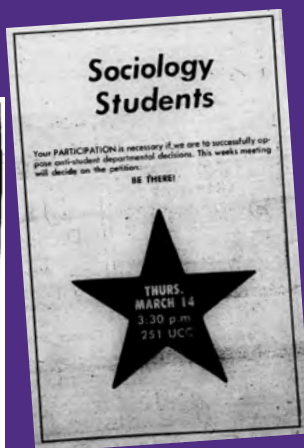 Sociology
Students
Your PARTICIPATION is necessary if we are to successfully op-
pose anti-student departmental decisions. This weeks meeting
will decide on the petition.
BE THERE!
THURS.
MARCH 14
3:30 p.m.
251 UCC